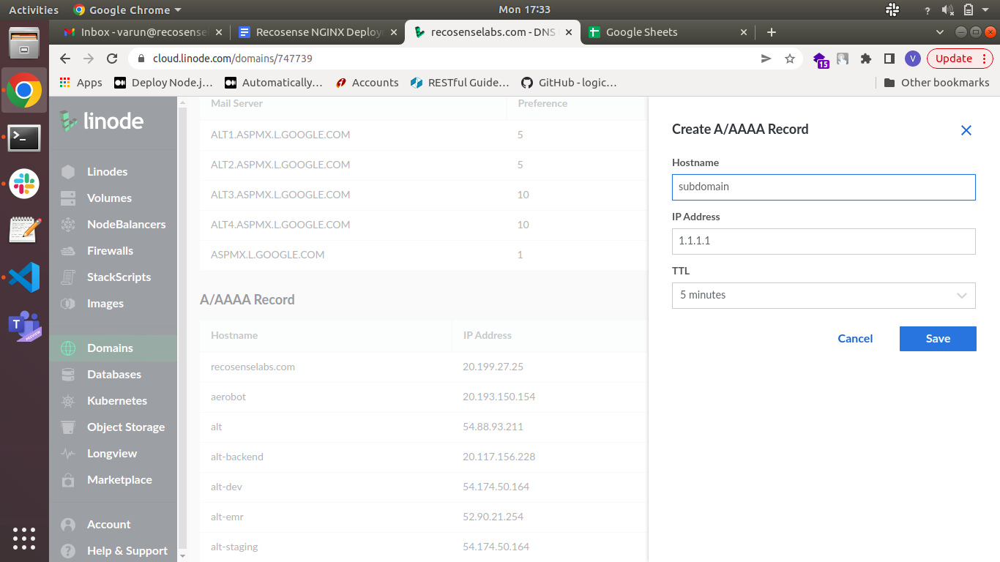 Activities Google Chrome Mon 17:33 ?
Inbox - varun@recosensel Recosense NGINX Deploy recosenselabs.com - DNS Google Sheets
cloud.linode.com/domains/747739 15 V Update
Apps Deploy Node.j… Automatically… Accounts RESTful Guide… GitHub - logic… Other bookmarks
linode
Linodes
Volumes
NodeBalancers
Firewalls
StackScripts
Images
Domains
Databases
Kubernetes
Object Storage
Longview
Marketplace
Account
Help & Support
Mail Server Preference
ALT1.ASPMX.L.GOOGLE.COM 5
ALT2.ASPMX.L.GOOGLE.COM 5
ALT3.ASPMX.L.GOOGLE.COM 10
ALT4.ASPMX.L.GOOGLE.COM 10
ASPMX.L.GOOGLE.COM 1
A/AAAA Record
Hostname IP Address
recosenselabs.com 20.199.27.25
aerobot 20.193.150.154
alt 54.88.93.211
alt-backend 20.117.156.228
alt-dev 54.174.50.164
alt-emr 52.90.21.254
alt-staging 54.174.50.164
Create A/AAAA Record
Hostname
subdomain
IP Address
1.1.1.1
TTL
5 minutes
Cancel Save
T
PREVIEW